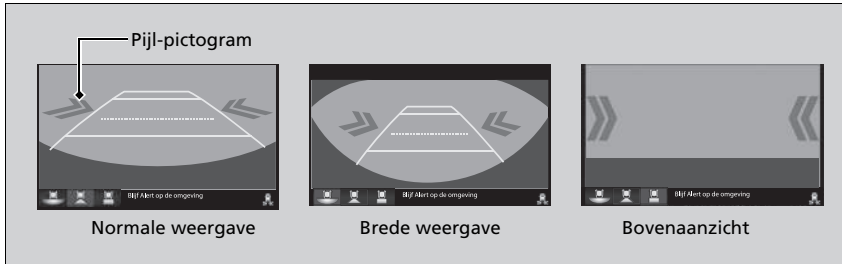 Pijl-pictogram
Blijf Alert op de omgeving
Blijf Alert op de omgeving
Blijf Alert op de omgeving
Normale weergave
Brede weergave
Bovenaanzicht